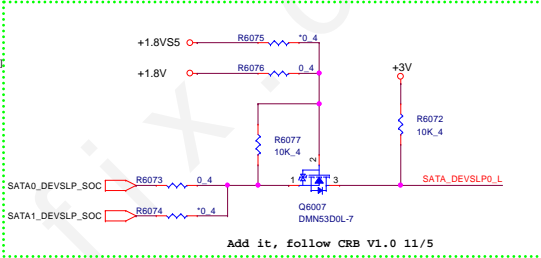 +1.8VS5 R6075 *0_4
+1.8V R6076 0_4
+3V
R6077
10K_4
R6072
10K_4
2
SATA0_DEVSLP_SOC R6073 0_4 1 3 SATA_DEVSLP0_L
SATA1_DEVSLP_SOC R6074 *0_4
Q6007
DMN53D0L-7
Add it, follow CRB V1.0 11/5
fix.c